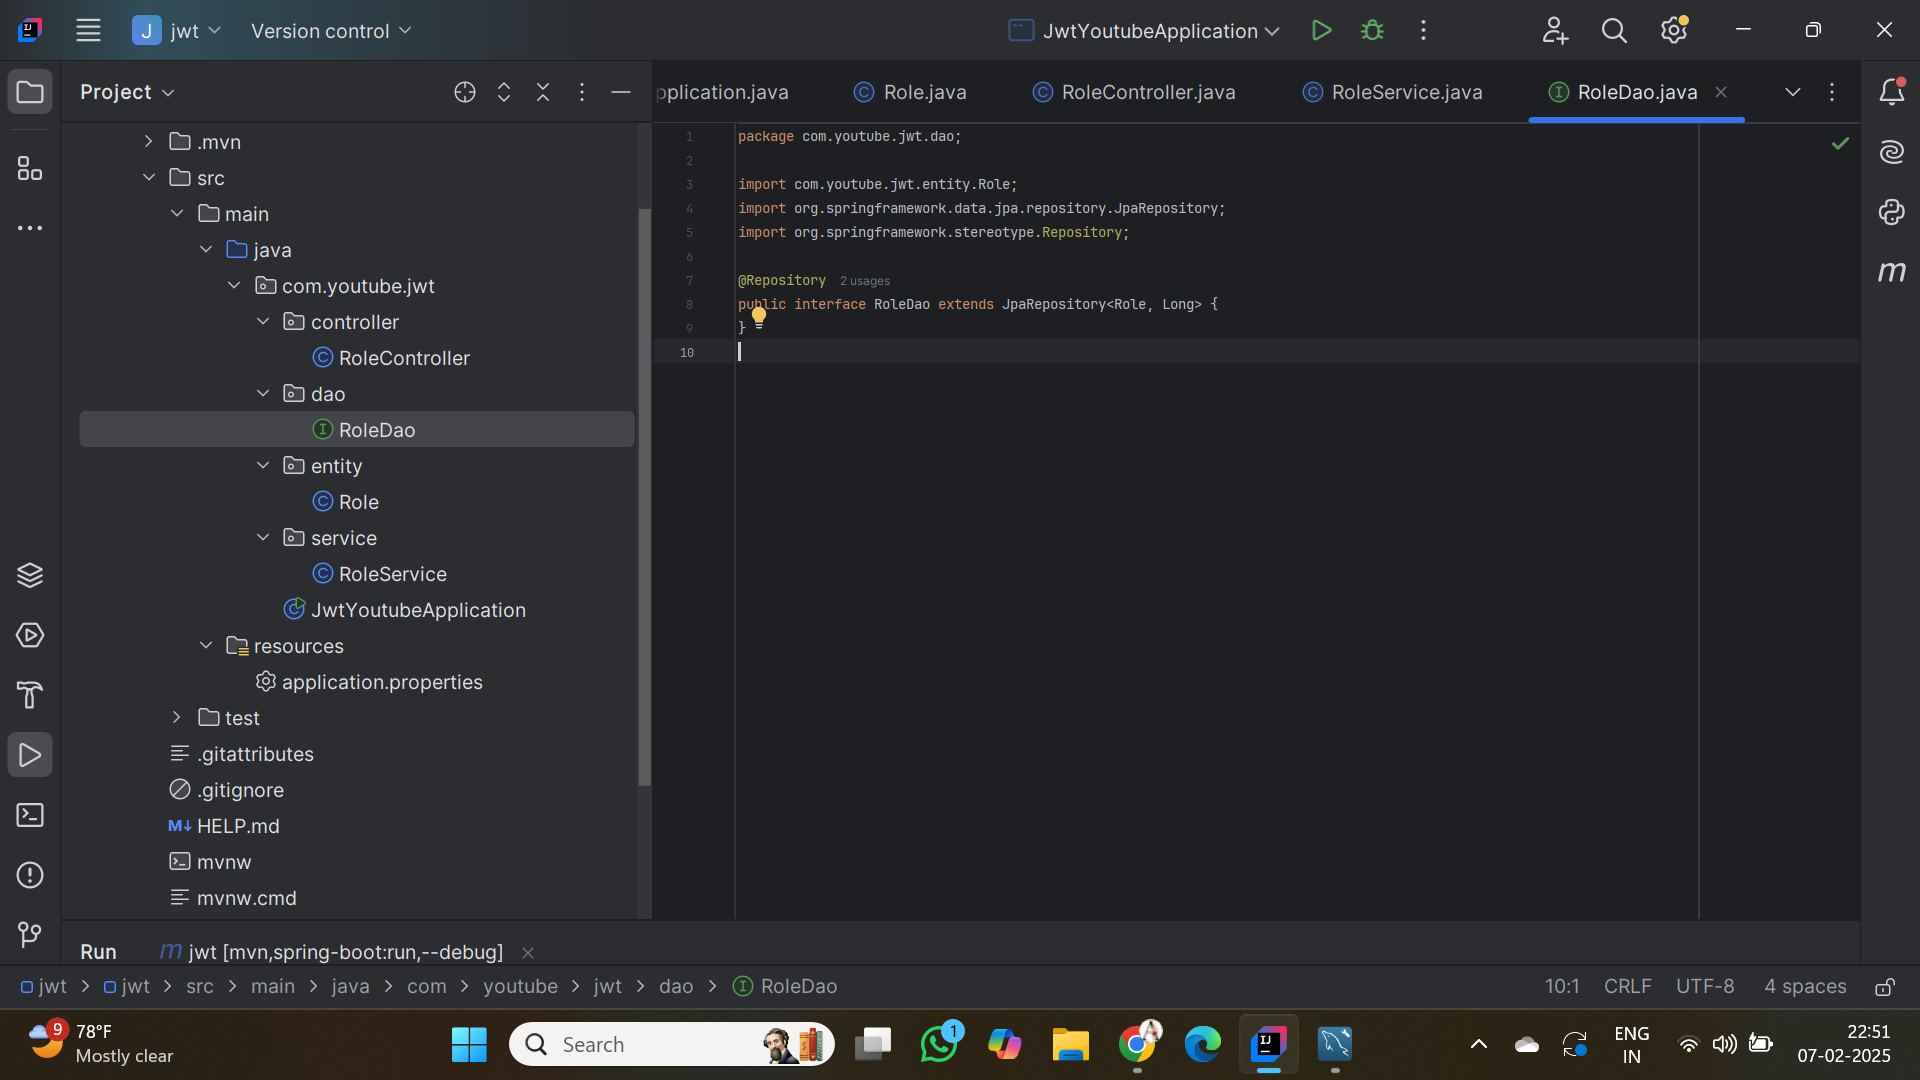 J jwt Version control JwtYoutubeApplication
Project
pplication.java Role.java RoleController.java RoleService.java RoleDao.java
.mvn
src
main
java
com.youtube.jwt
controller
RoleController
dao
RoleDao
entity
Role
service
RoleService
JwtYoutubeApplication
resources
application.properties
test
.gitattributes
.gitignore
M↓ HELP.md
mvnw
mvnw.cmd
1 package com.youtube.jwt.dao;
2
3 import com.youtube.jwt.entity.Role;
4 import org.springframework.data.jpa.repository.JpaRepository;
5 import org.springframework.stereotype.Repository;
6
7 @Repository 2 usages
8 public interface RoleDao extends JpaRepository<Role, Long> {
9 }
10
m
Run m jwt [mvn,spring-boot:run,--debug]
jwt > jwt > src > main > java > com > youtube > jwt > dao > RoleDao 10:1 CRLF UTF-8 4 spaces
9 78°F
Mostly clear
Search
1
ENG
IN
22:51
07-02-2025